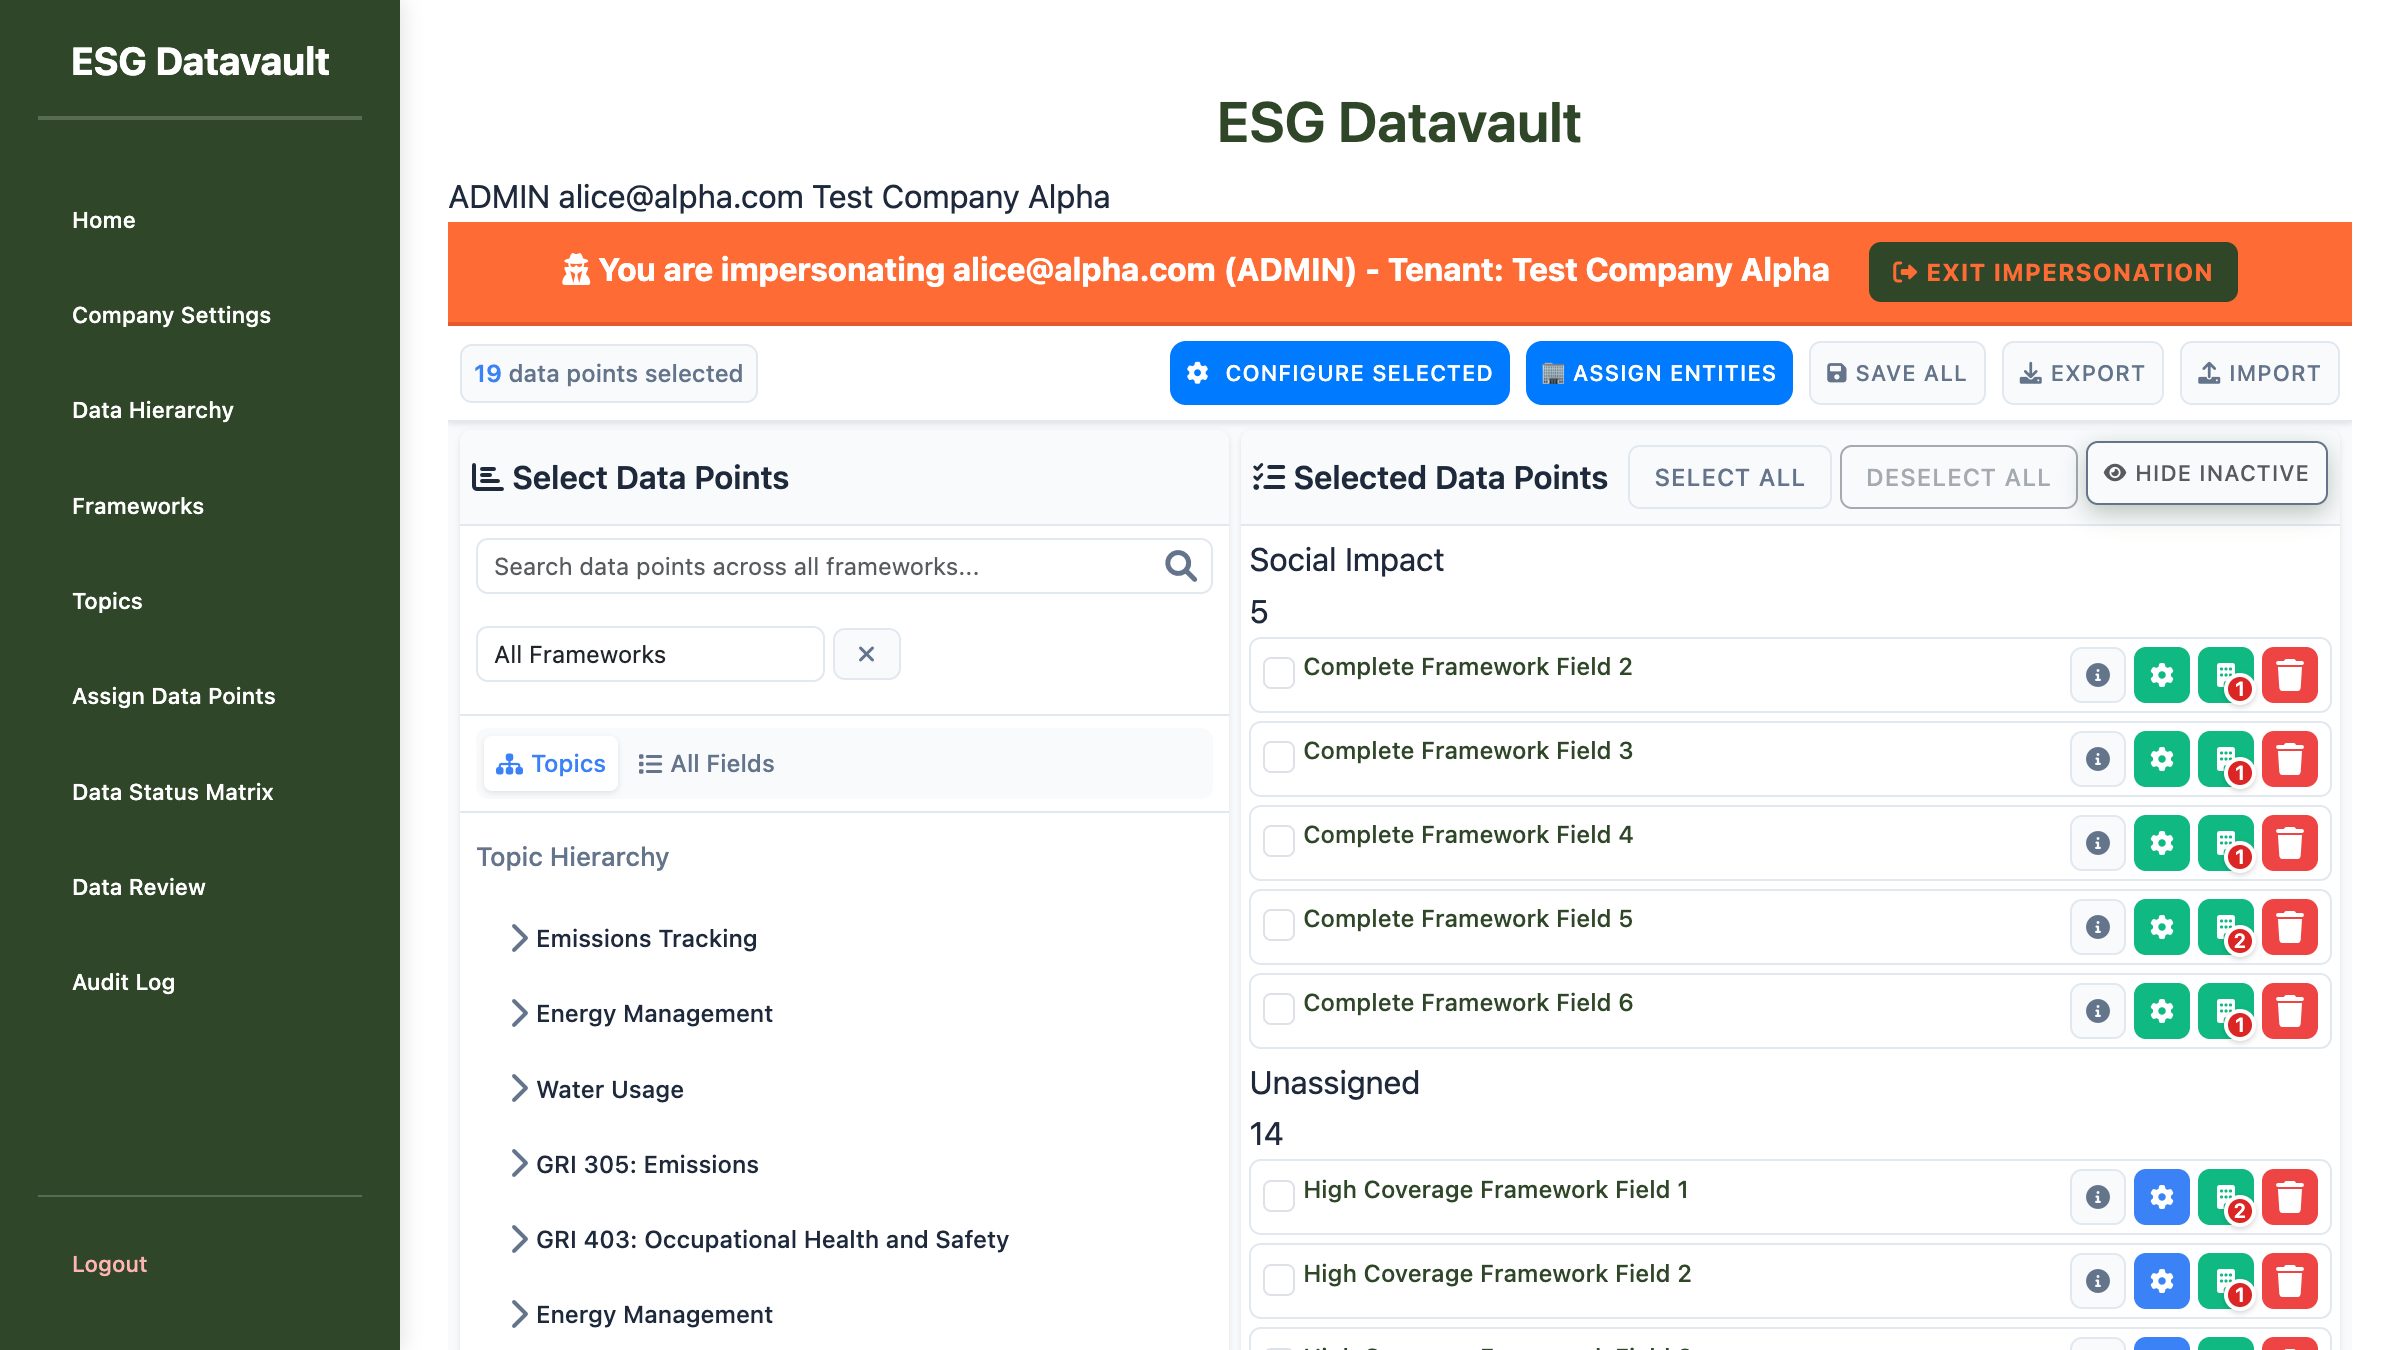 ESG Datavault
Home
Company Settings
Data Hierarchy
Frameworks
Topics
Assign Data Points
Data Status Matrix
Data Review
Audit Log
Logout
ESG Datavault
ADMIN alice@alpha.com Test Company Alpha
You are impersonating alice@alpha.com (ADMIN) - Tenant: Test Company Alpha
EXIT IMPERSONATION
19 data points selected
CONFIGURE SELECTED
ASSIGN ENTITIES
SAVE ALL
EXPORT
IMPORT
Select Data Points
Search data points across all frameworks...
All Frameworks
Topics
All Fields
Topic Hierarchy
Emissions Tracking
Energy Management
Water Usage
GRI 305: Emissions
GRI 403: Occupational Health and Safety
Energy Management
Selected Data Points
SELECT ALL
DESELECT ALL
HIDE INACTIVE
Social Impact
5
Complete Framework Field 2
1
Complete Framework Field 3
1
Complete Framework Field 4
1
Complete Framework Field 5
2
Complete Framework Field 6
1
Unassigned
14
High Coverage Framework Field 1
2
High Coverage Framework Field 2
1